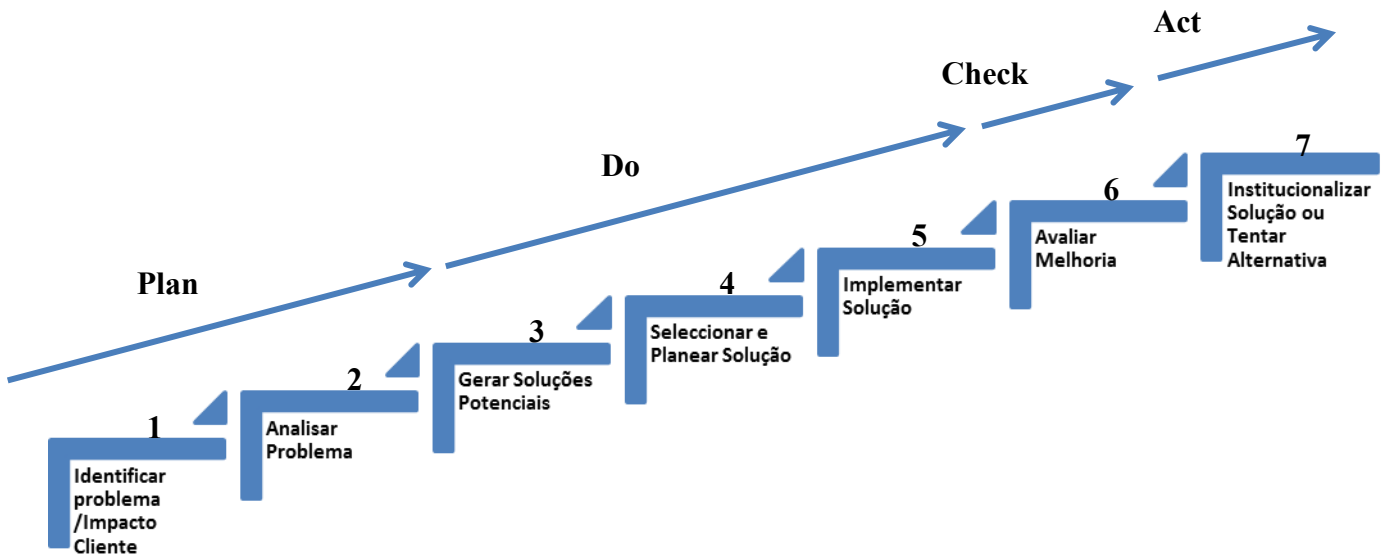 Plan
Do
Check
Act
1
Identificar
problema
/Impacto
Cliente
2
Analisar
Problema
3
Gerar Soluções
Potenciais
4
Seleccionar e
Planear Solução
5
Implementar
Solução
6
Avaliar
Melhoria
7
Institucionalizar
Solução ou
Tentar
Alternativa